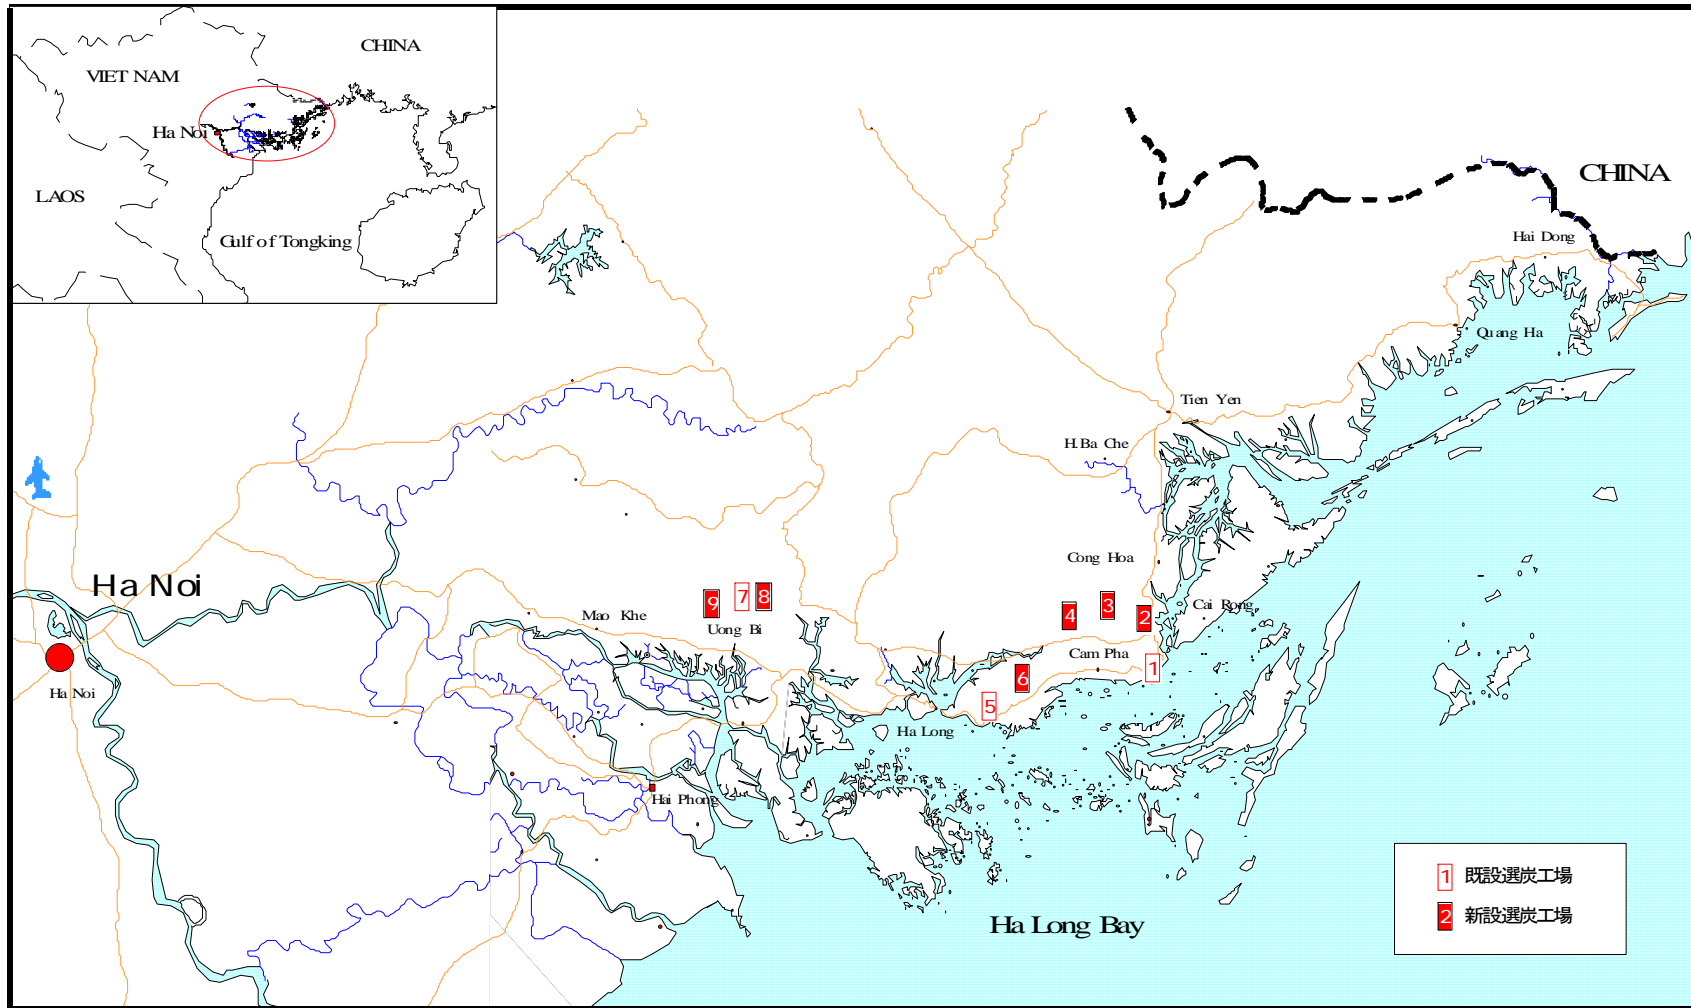 CHINA
VIET NAM
Ha Noi
LAOS
Gulf of Tongking
CHINA
Hai Dong
Quang Ha
Tien Yen
H.Ba Che
Cong Hoa
Ha Noi
Mao Khe
9
7
8
Uong Bi
4
3
2
Cai Rong
Cam Pha
1
6
5
Ha Noi
Ha Long
Hai Phong
Ha Long Bay
1 既設選炭工場
2 新設選炭工場